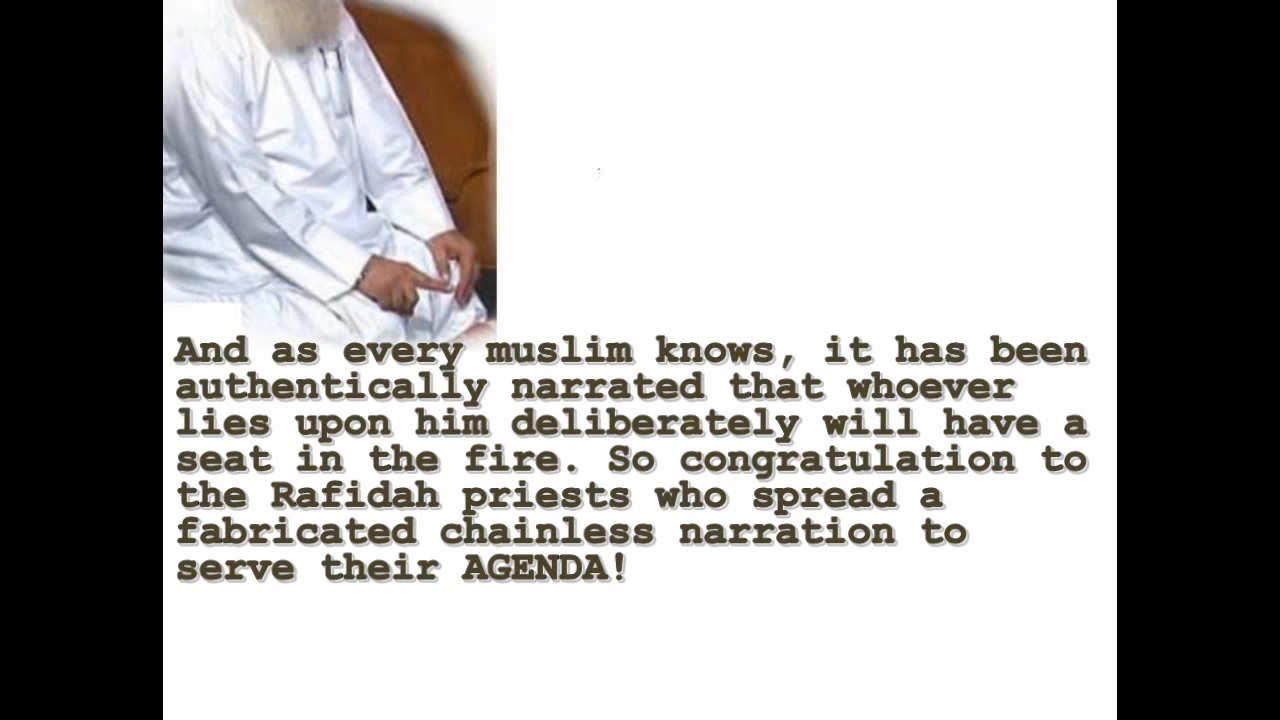 And as every muslim knows, it has been
authentically narrated that whoever
lies upon him deliberately will have a
seat in the fire. So congratulation to
the Rafidah priests who spread a
fabricated chainless narration to
serve their AGENDA!